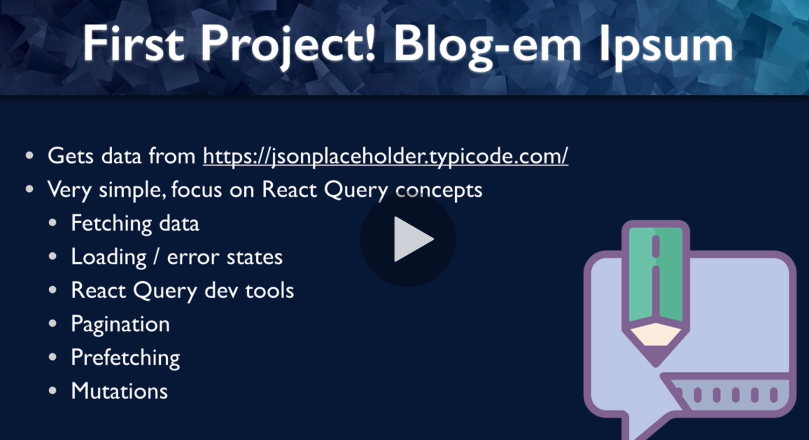 First Project! Blog-em Ipsum
• Gets data from https://jsonplaceholder.typicode.com/
• Very simple, focus on React Query concepts
• Fetching data
• Loading / error states
• React Query dev tools
• Pagination
• Prefetching
• Mutations